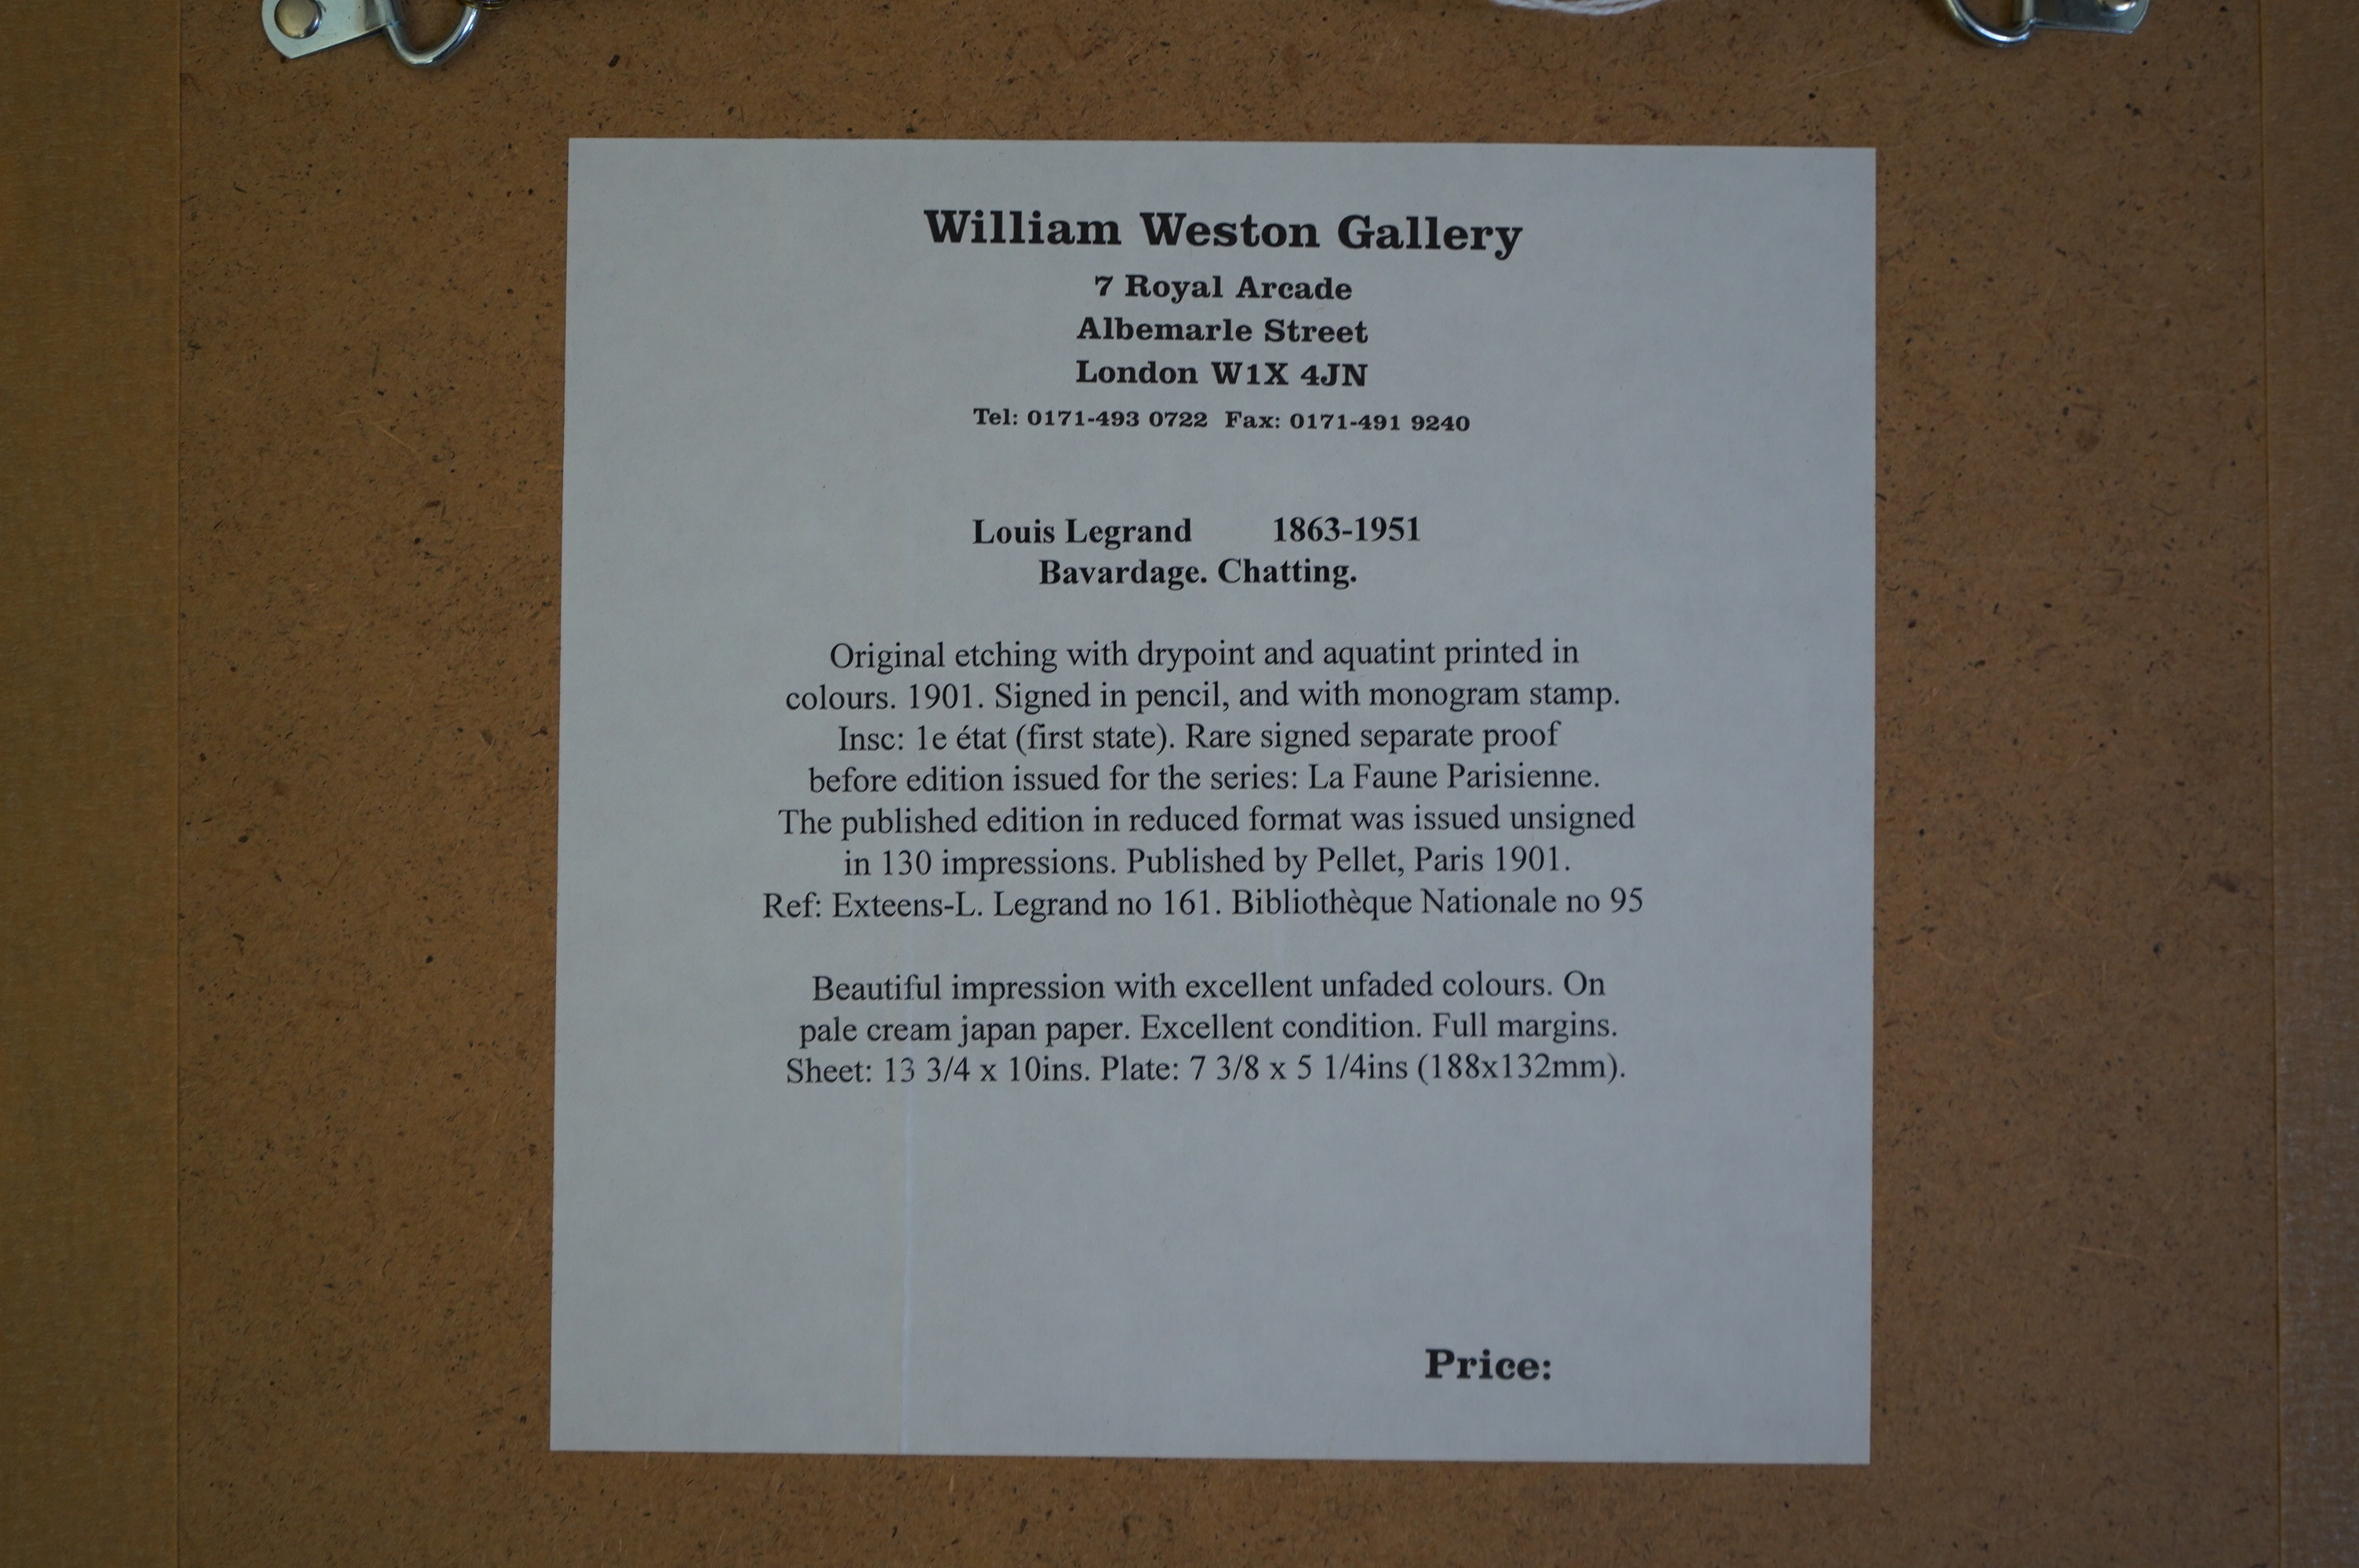 William Weston Gallery
7 Royal Arcade
Albemarle Street
London W1X 4JN
Tel: 0171-493 0722 Fax: 0171-491 9240
Louis Legrand 1863-1951
Bavardage. Chatting.
Original etching with drypoint and aquatint printed in
colours. 1901. Signed in pencil, and with monogram stamp.
Insc: 1e état (first state). Rare signed separate proof
before edition issued for the series: La Faune Parisienne.
The published edition in reduced format was issued unsigned
in 130 impressions. Published by Pellet, Paris 1901.
Ref: Exteens-L. Legrand no 161. Bibliothèque Nationale no 95
Beautiful impression with excellent unfaded colours. On
pale cream japan paper. Excellent condition. Full margins.
Sheet: 13 3/4 x 10ins. Plate: 7 3/8 x 5 1/4ins (188x132mm).
Price: